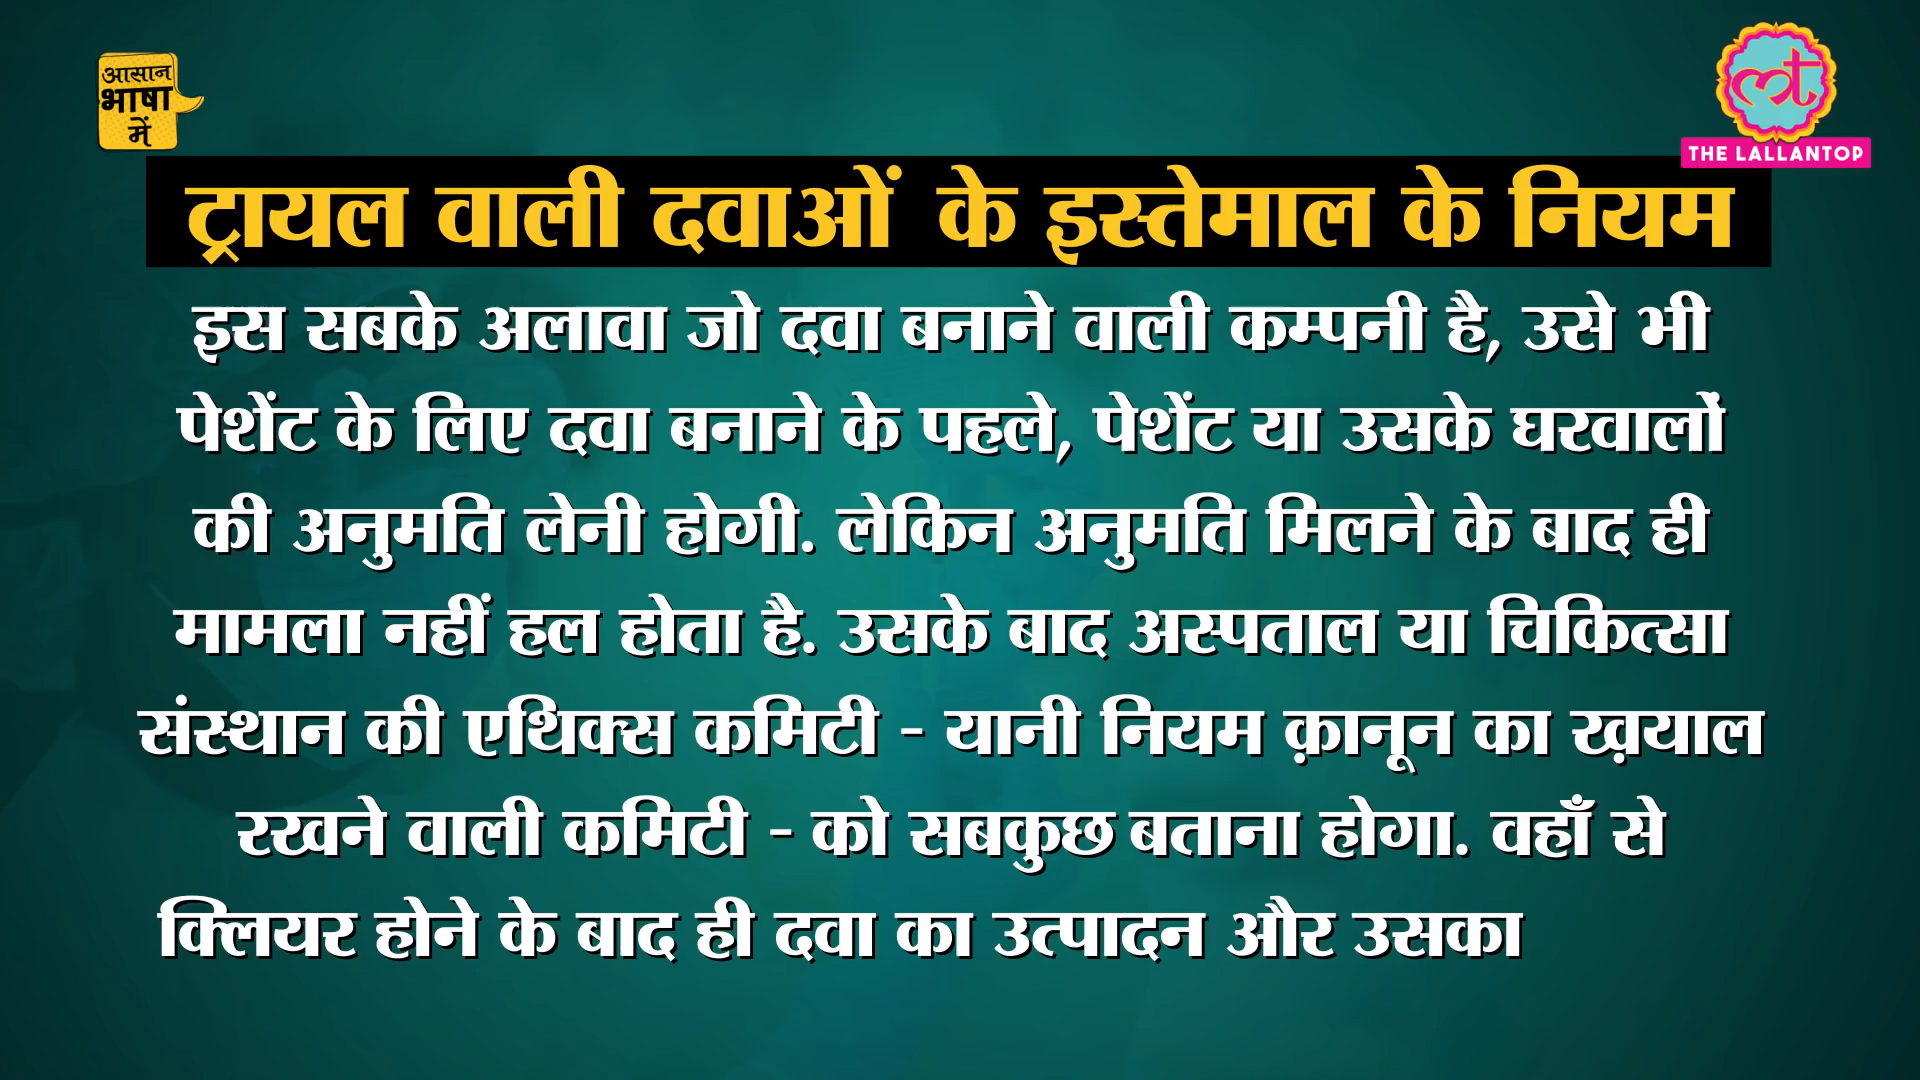 आसान
भाषा
में
THE LALLANTOP
ट्रायल वाली दवाओं के इस्तेमाल के नियम
इस सबके अलावा जो दवा बनाने वाली कम्पनी है, उसे भी
पेशेंट के लिए दवा बनाने के पहले, पेशेंट या उसके घरवालों
की अनुमति लेनी होगी. लेकिन अनुमति मिलने के बाद ही
मामला नहीं हल होता है. उसके बाद अस्पताल या चिकित्सा
संस्थान की एथिक्स कमिटी - यानी नियम क़ानून का ख़याल
रखने वाली कमिटी - को सबकुछ बताना होगा. वहाँ से
क्लियर होने के बाद ही दवा का उत्पादन और उसका